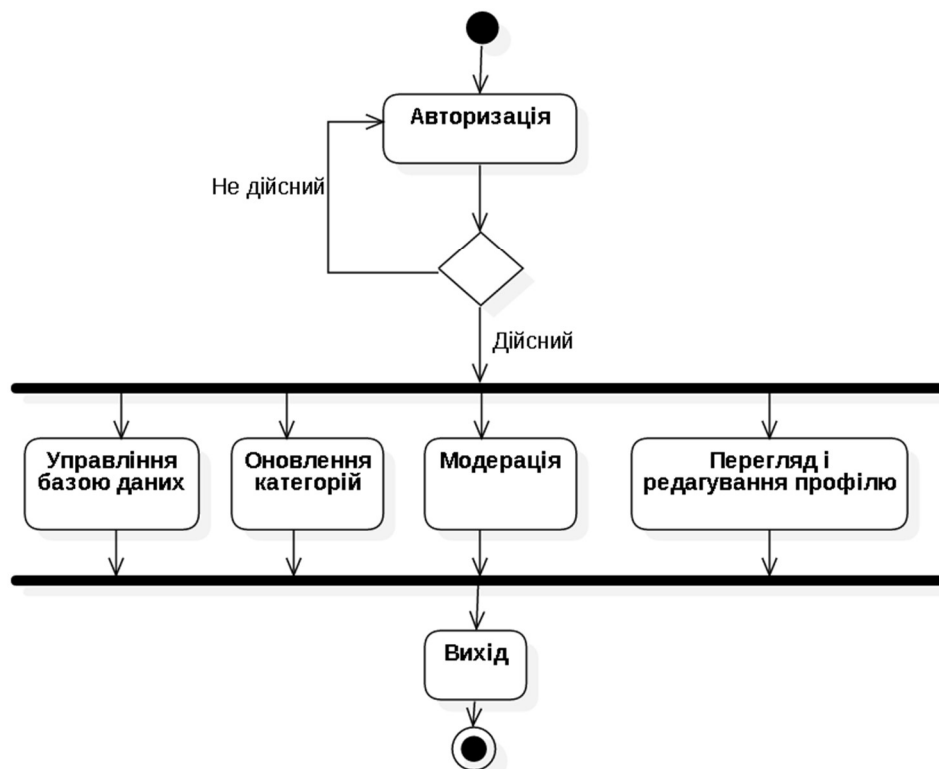 Авторизація
Не дійсний
Дійсний
Управління
базою даних
Оновлення
категорій
Модерація
Перегляд і
редагування профілю
Вихід